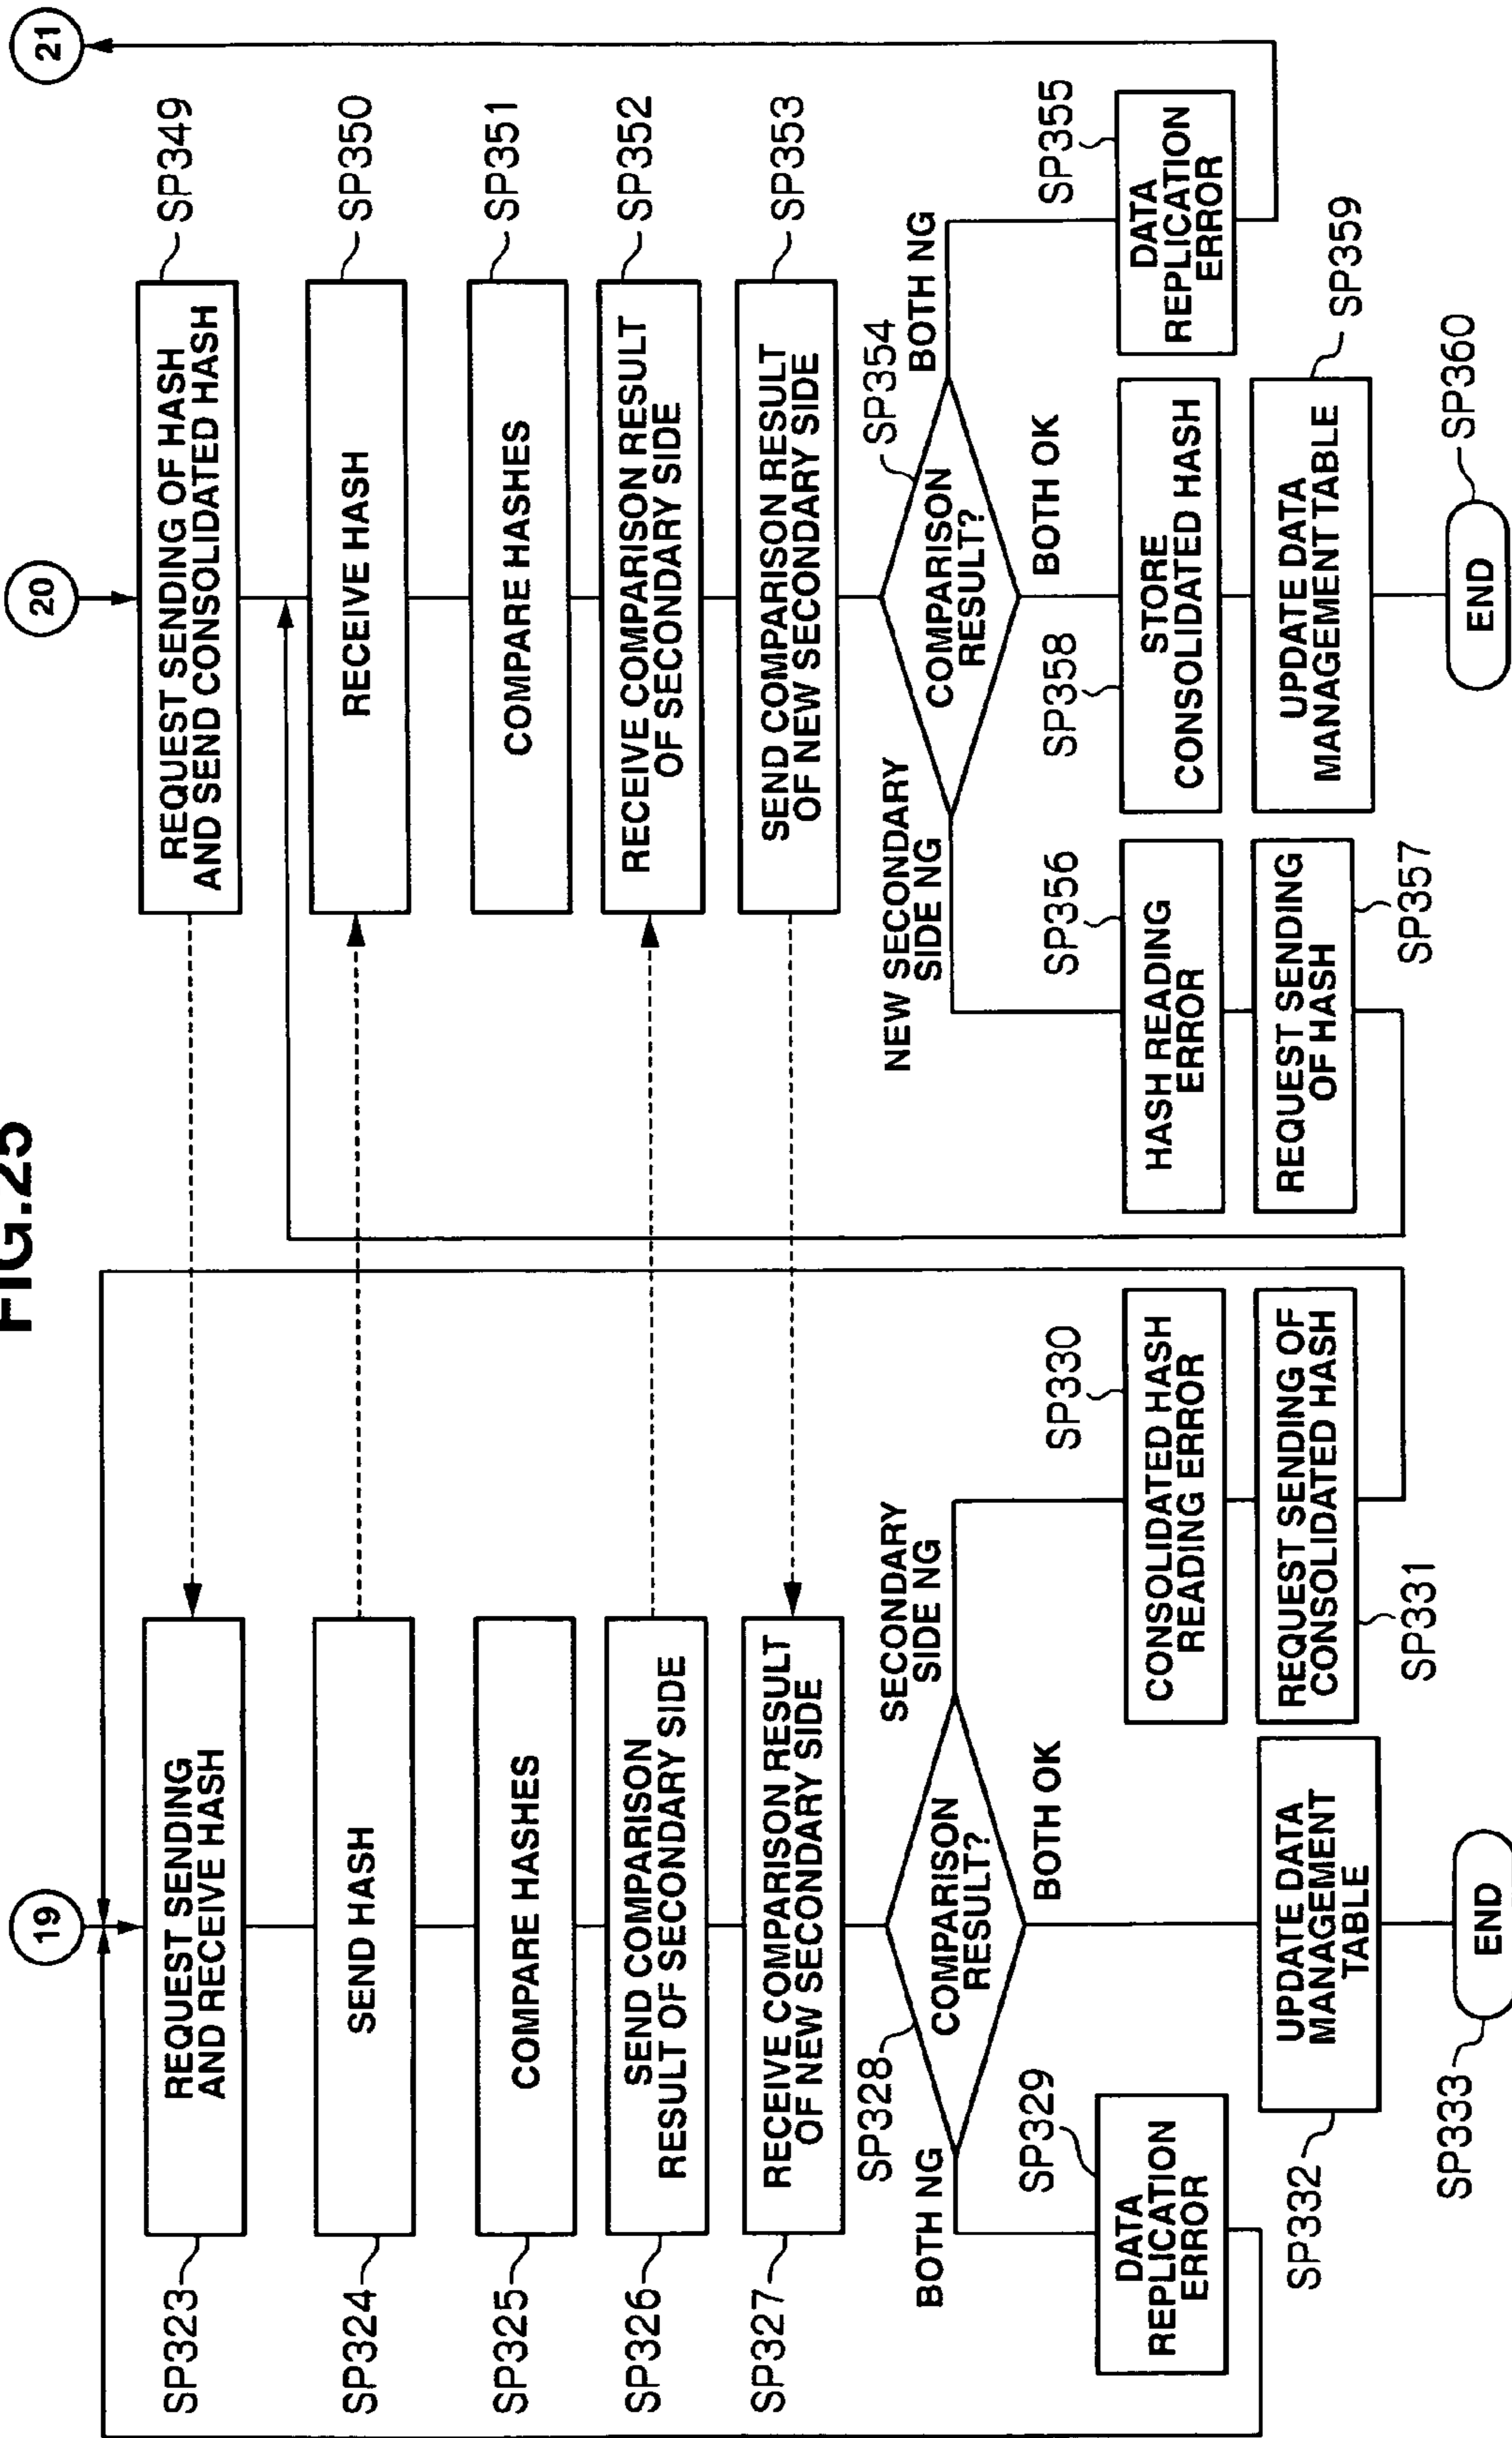 FIG.25
19
REQUEST SENDING
AND RECEIVE HASH
SP323
SEND HASH
SP324
COMPARE HASHES
SP325
SEND COMPARISON
RESULT OF SECONDARY SIDE
SP326
RECEIVE COMPARISON RESULT
OF NEW SECONDARY SIDE
SP327
COMPARISON
RESULT?
SP328
BOTH NG
SP329
DATA
REPLICATION
ERROR
BOTH OK
SECONDARY
SIDE NG
SP330
CONSOLIDATED HASH
READING ERROR
REQUEST SENDING OF
CONSOLIDATED HASH
SP331
UPDATE DATA
MANAGEMENT
TABLE
SP332
END
SP333
20
REQUEST SENDING OF HASH
AND SEND CONSOLIDATED HASH
SP349
RECEIVE HASH
SP350
COMPARE HASHES
SP351
RECEIVE COMPARISON RESULT
OF SECONDARY SIDE
SP352
SEND COMPARISON RESULT
OF NEW SECONDARY SIDE
SP353
COMPARISON
RESULT?
SP354
NEW SECONDARY
SIDE NG
SP356
HASH READING
ERROR
REQUEST SENDING
OF HASH
SP357
BOTH OK
SP358
STORE
CONSOLIDATED HASH
UPDATE DATA
MANAGEMENT TABLE
SP359
END
SP360
BOTH NG
SP355
DATA
REPLICATION
ERROR
21